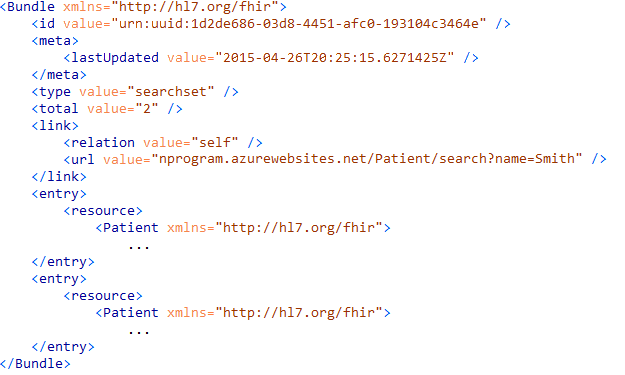 <Bundle xmlns="http://hl7.org/fhir">
    <id value="urn:uuid:1d2de686-03d8-4451-afc0-193104c3464e" />
    <meta>
        <lastUpdated value="2015-04-26T20:25:15.6271425Z" />
    </meta>
    <type value="searchset" />
    <total value="2" />
    <link>
        <relation value="self" />
        <url value="nprogram.azurewebsites.net/Patient/search?name=Smith" />
    </link>
    <entry>
        <resource>
            <Patient xmlns="http://hl7.org/fhir">
                ...
    </entry>
    <entry>
        <resource>
            <Patient xmlns="http://hl7.org/fhir">
                ...
    </entry>
</Bundle>